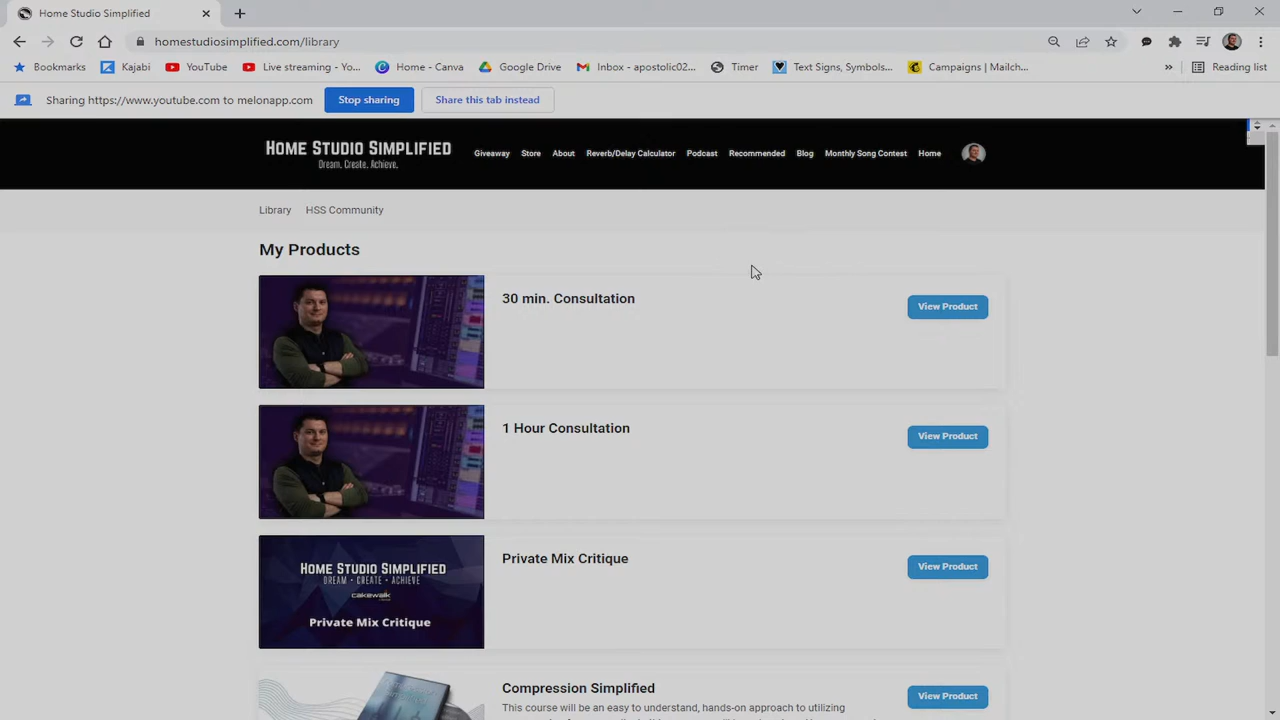 Home Studio Simplified
homestudiosimplified.com/library
Bookmarks Kajabi YouTube Live streaming - Yo... Home - Canva Google Drive Inbox - apostolic02... Timer Text Signs, Symbols... Campaigns | Mailch... » Reading list
Sharing https://www.youtube.com to melonapp.com Stop sharing Share this tab instead
HOME STUDIO SIMPLIFIED
Dream. Create. Achieve.
Giveaway Store About Reverb/Delay Calculator Podcast Recommended Blog Monthly Song Contest Home
Library HSS Community
My Products
30 min. Consultation
View Product
1 Hour Consultation
View Product
HOME STUDIO SIMPLIFIED
DREAM • CREATE • ACHIEVE
cakewalk
Private Mix Critique
Private Mix Critique
View Product
Compression Simplified
View Product
This course will be an easy to understand, hands-on approach to utilizing